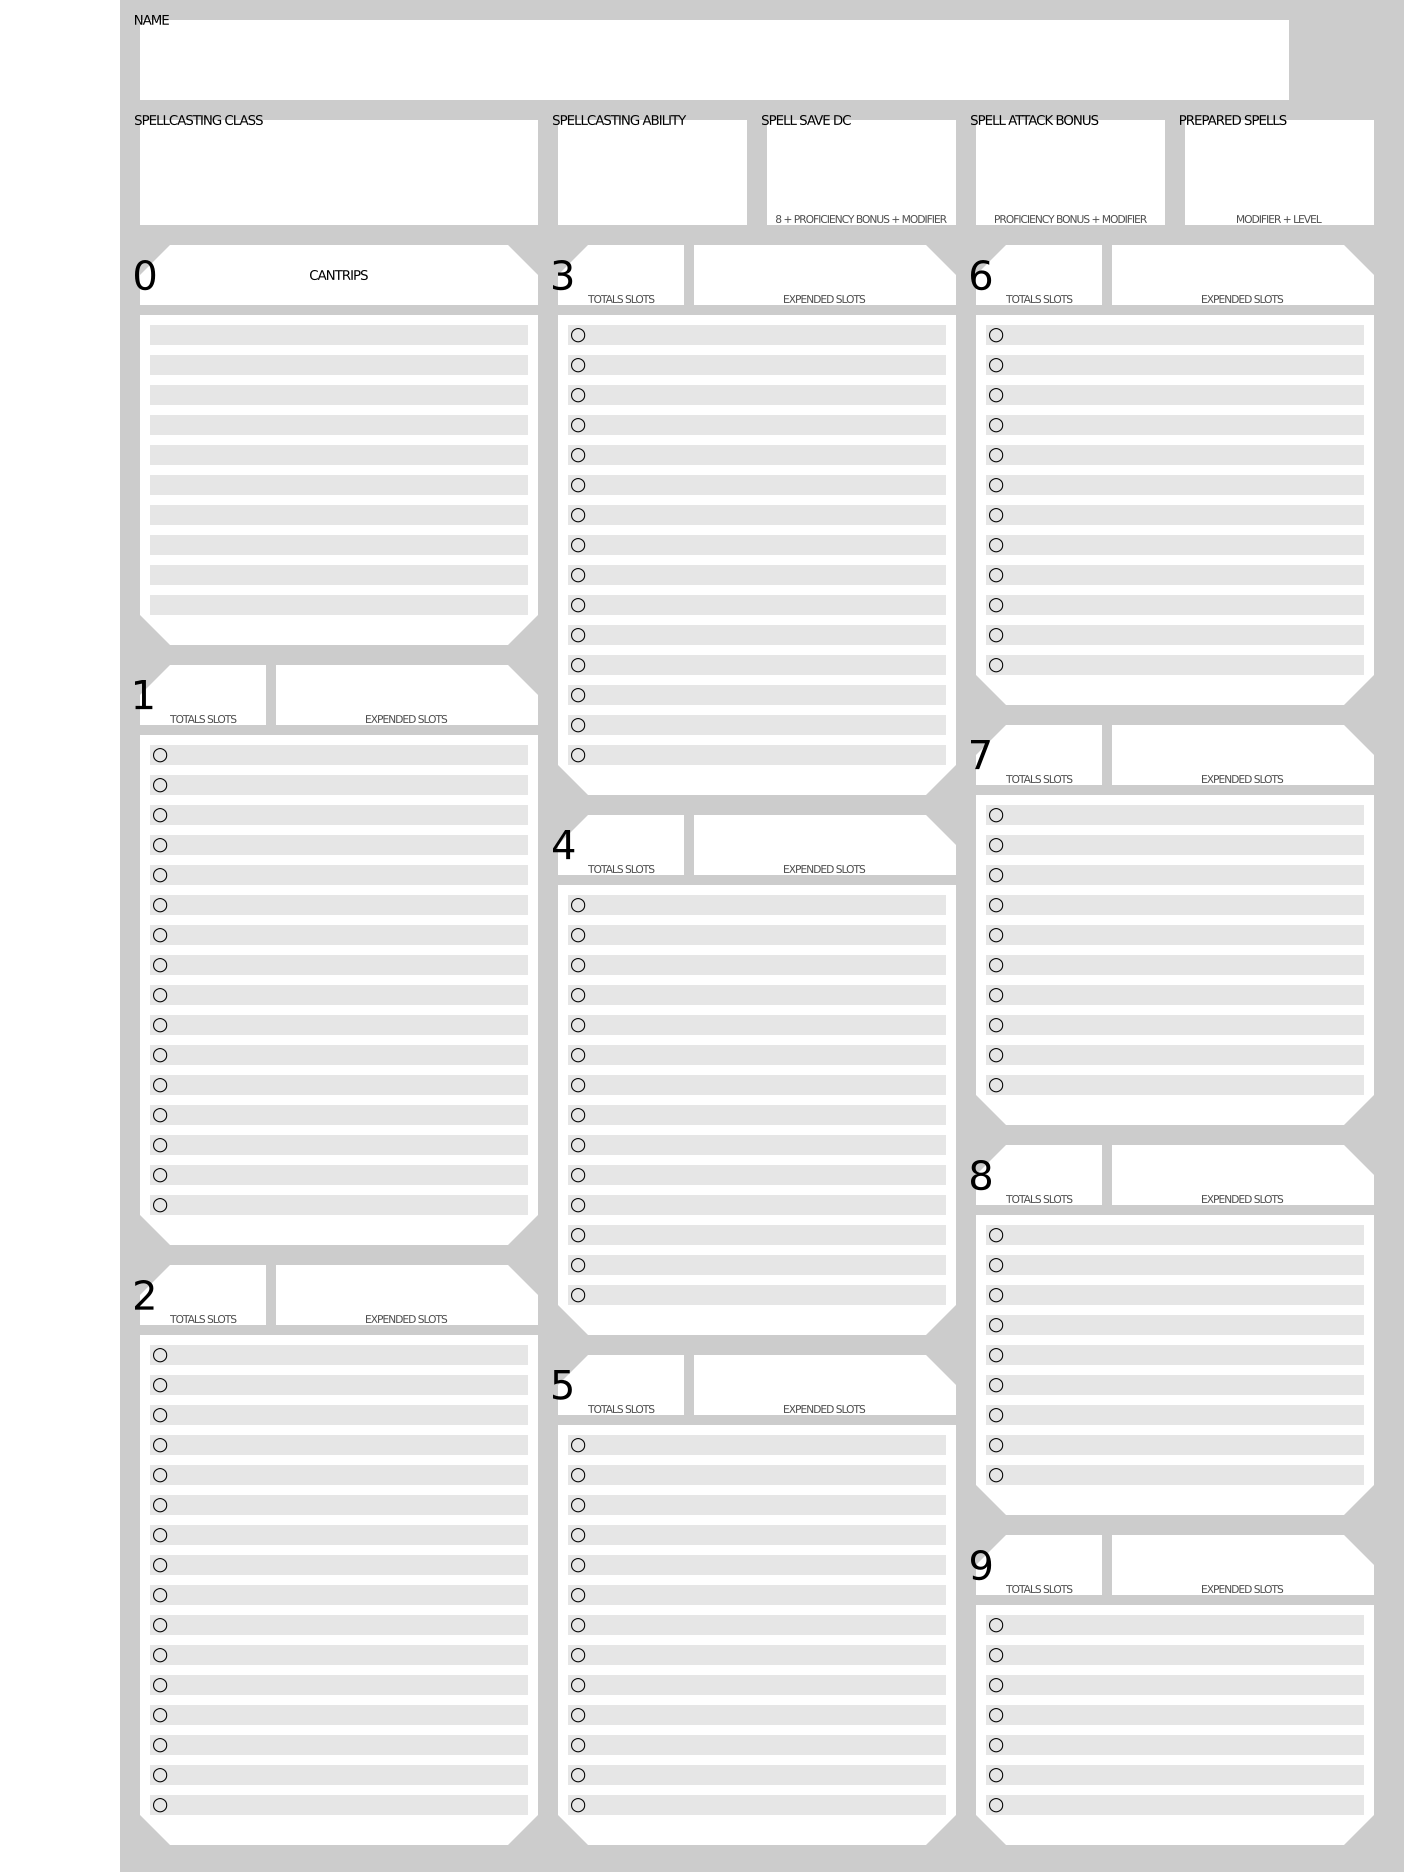 NAME
SPELLCASTING CLASS
SPELLCASTING ABILITY
SPELL SAVE DC
8 + PROFICIENCY BONUS + MODIFIER
SPELL ATTACK BONUS
PROFICIENCY BONUS + MODIFIER
PREPARED SPELLS
MODIFIER + LEVEL
0
CANTRIPS
1
TOTALS SLOTS
EXPENDED SLOTS
2
TOTALS SLOTS
EXPENDED SLOTS
3
TOTALS SLOTS
EXPENDED SLOTS
4
TOTALS SLOTS
EXPENDED SLOTS
5
TOTALS SLOTS
EXPENDED SLOTS
6
TOTALS SLOTS
EXPENDED SLOTS
7
TOTALS SLOTS
EXPENDED SLOTS
8
TOTALS SLOTS
EXPENDED SLOTS
9
TOTALS SLOTS
EXPENDED SLOTS